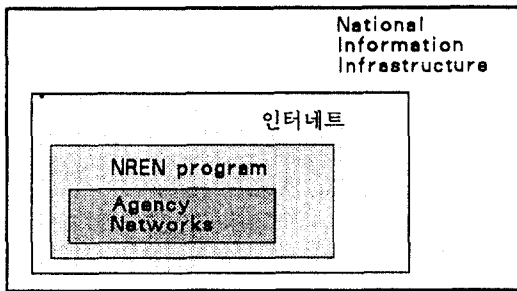 National
Information
Infrastructure
인터네트
NREN program
Agency
Networks